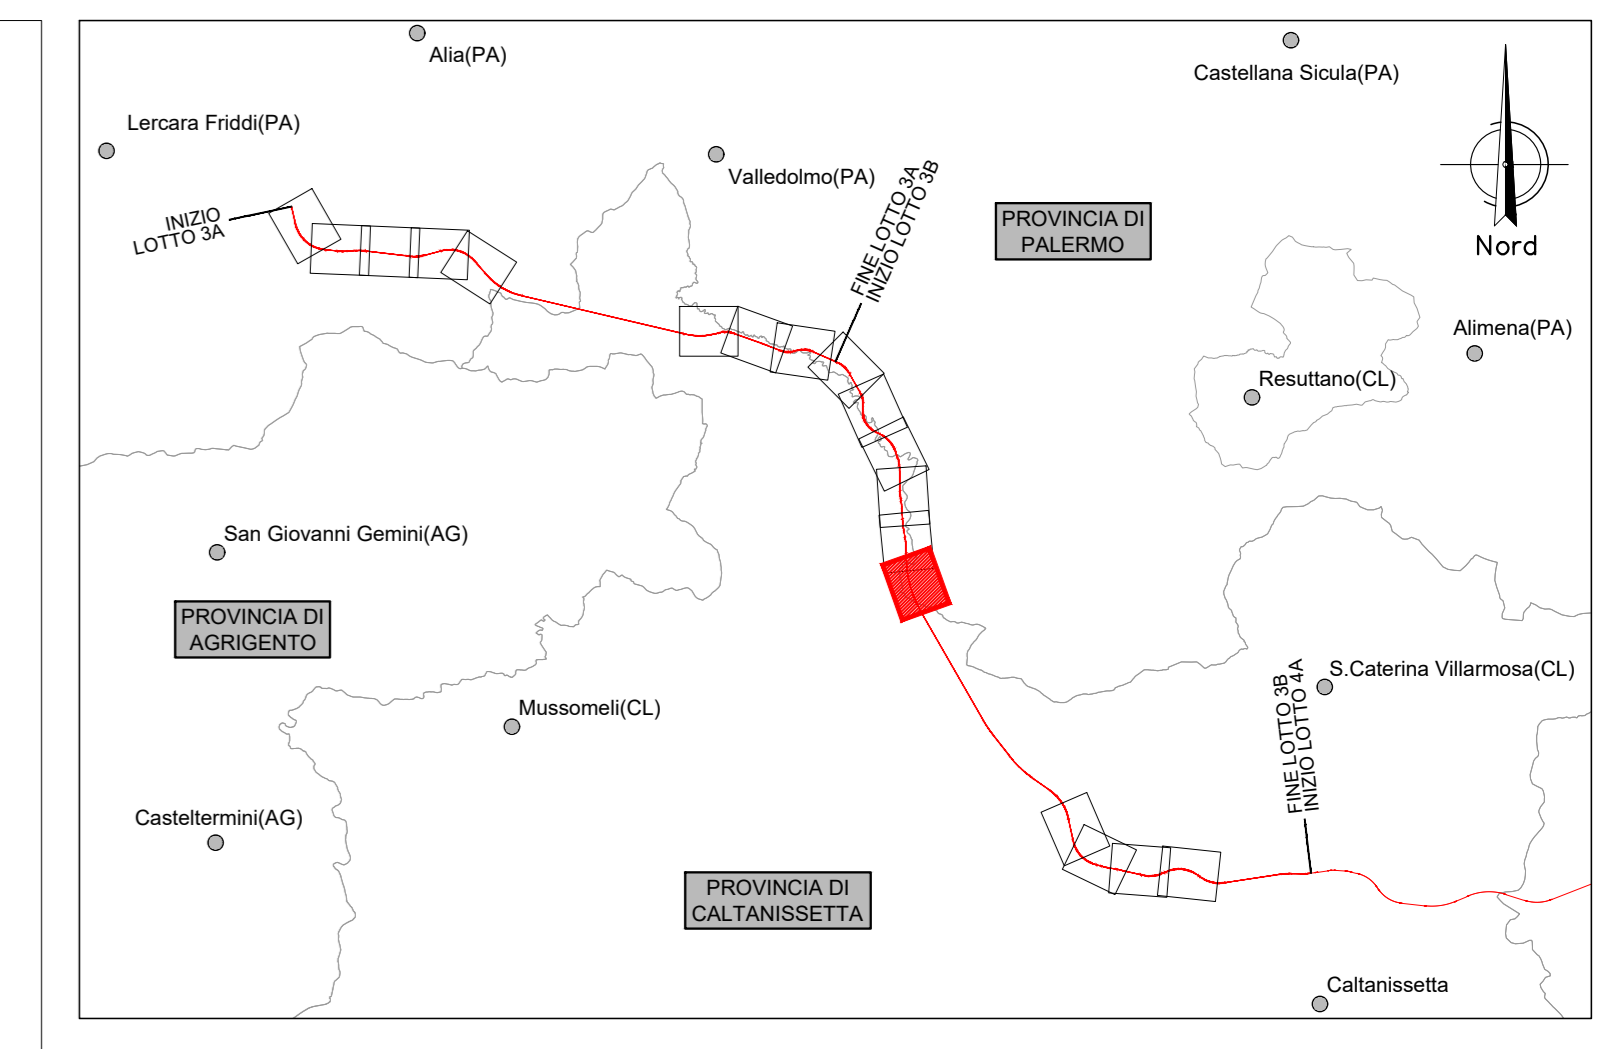 Alia(PA)
Castellana Sicula(PA)
Lercara Friddi(PA)
Valledolmo(PA)
INIZIO
LOTTO 3A
FINE LOTTO 3A
INIZIO LOTTO 3B
PROVINCIA DI
PALERMO
Nord
Alimena(PA)
Resuttano(CL)
San Giovanni Gemini(AG)
PROVINCIA DI
AGRIGENTO
S.Caterina Villarmosa(CL)
FINE LOTTO 3B
INIZIO LOTTO 4A
Mussomeli(CL)
Casteltermini(AG)
PROVINCIA DI
CALTANISSETTA
Caltanissetta